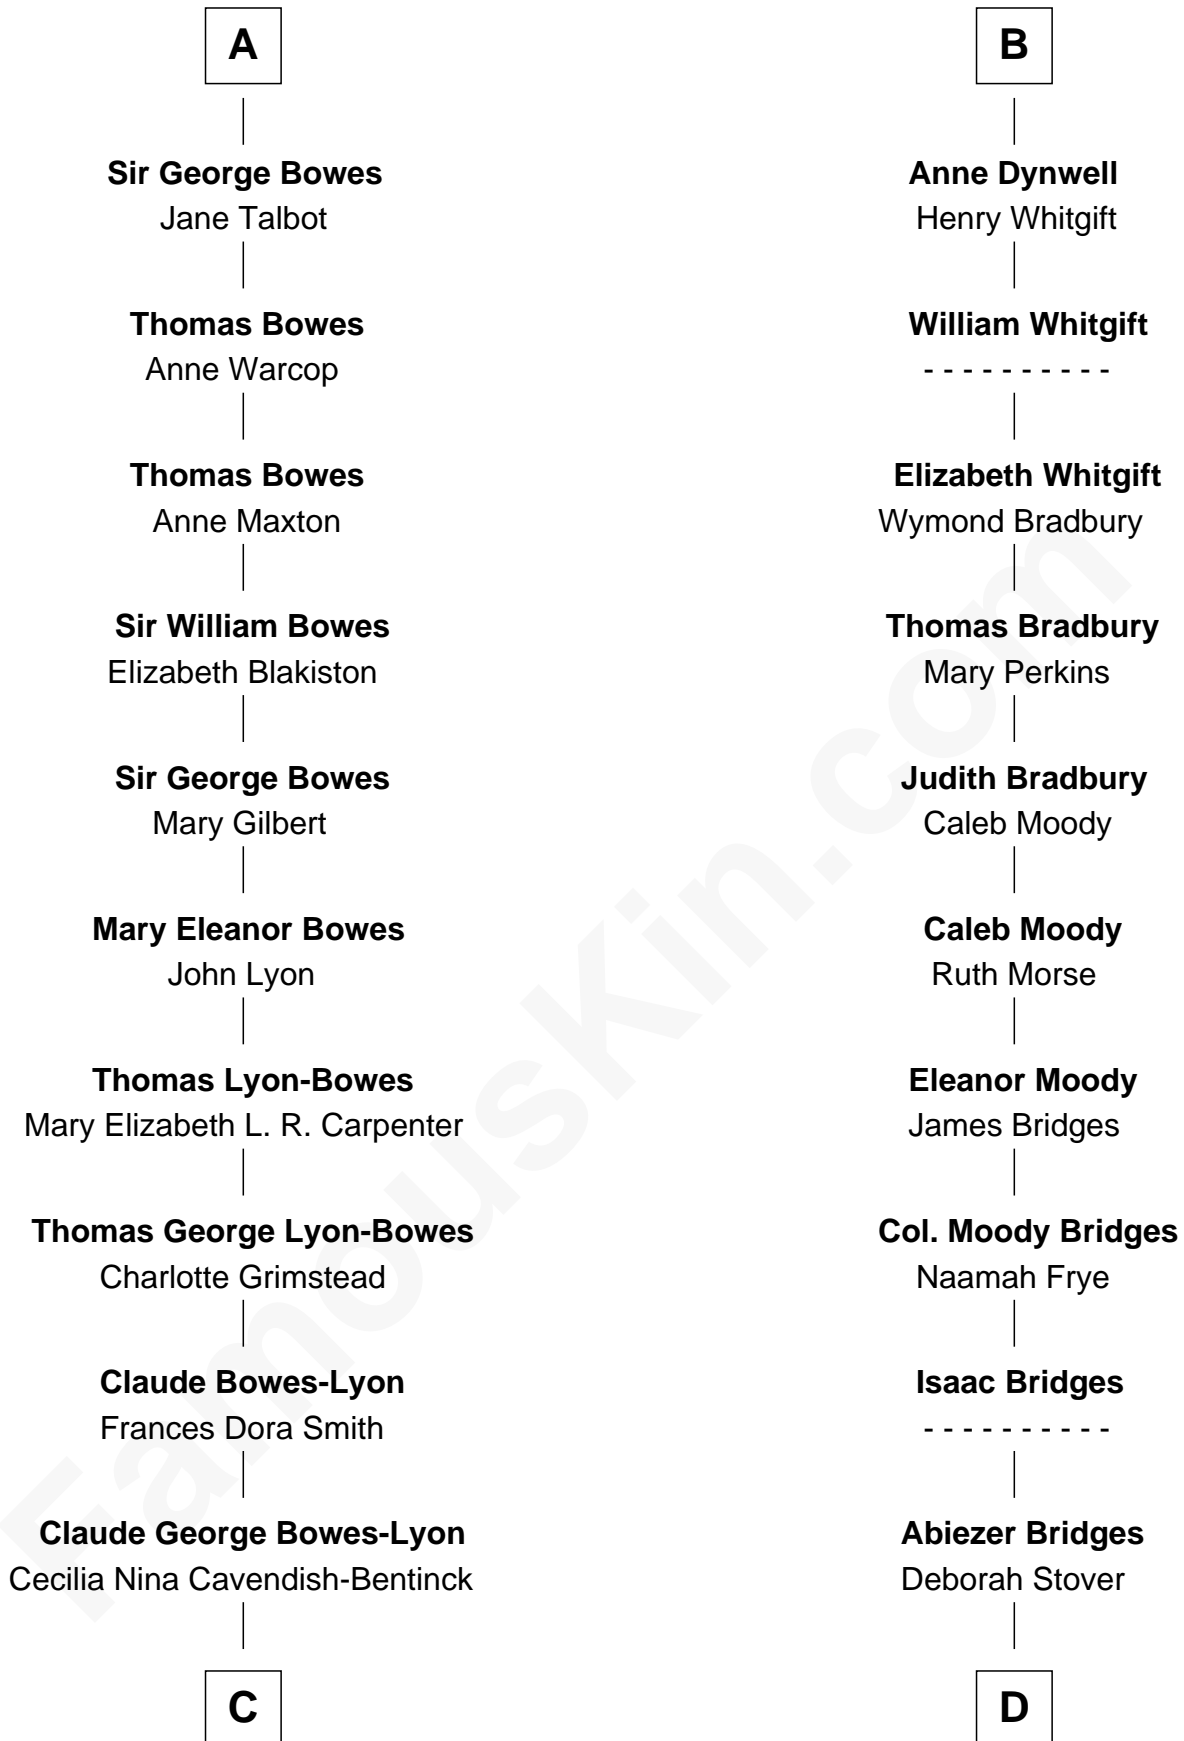 A
Sir George Bowes
Jane Talbot
Thomas Bowes
Anne Warcop
Thomas Bowes
Anne Maxton
Sir William Bowes
Elizabeth Blakiston
Sir George Bowes
Mary Gilbert
Mary Eleanor Bowes
John Lyon
Thomas Lyon-Bowes
Mary Elizabeth L. R. Carpenter
Thomas George Lyon-Bowes
Charlotte Grimstead
Claude Bowes-Lyon
Frances Dora Smith
Claude George Bowes-Lyon
Cecilia Nina Cavendish-Bentinck
C
B
Anne Dynwell
Henry Whitgift
William Whitgift
- - - - - - - - - -
Elizabeth Whitgift
Wymond Bradbury
Thomas Bradbury
Mary Perkins
Judith Bradbury
Caleb Moody
Caleb Moody
Ruth Morse
Eleanor Moody
James Bridges
Col. Moody Bridges
Naamah Frye
Isaac Bridges
- - - - - - - - - -
Abiezer Bridges
Deborah Stover
D
FamousKin.com